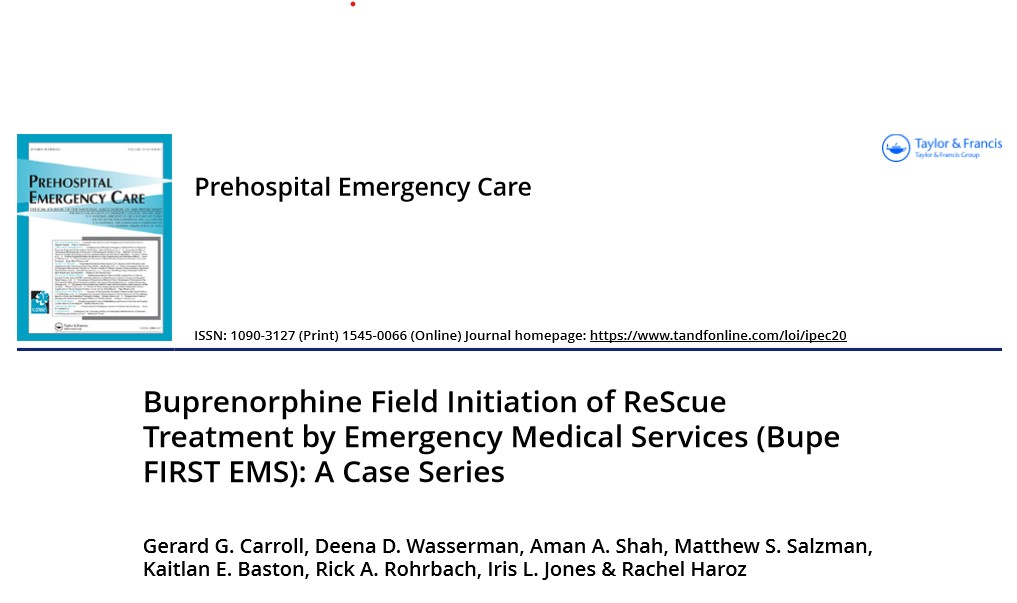 Taylor & Francis
Taylor & Francis Group
PREHOSPITAL
EMERGENCY CARE
Prehospital Emergency Care
Taylor & Francis
ISSN: 1090-3127 (Print) 1545-0066 (Online) Journal homepage: https://www.tandfonline.com/loi/ipec20
Buprenorphine Field Initiation of ReScue
Treatment by Emergency Medical Services (Bupe
FIRST EMS): A Case Series
Gerard G. Carroll, Deena D. Wasserman, Aman A. Shah, Matthew S. Salzman,
Kaitlan E. Baston, Rick A. Rohrbach, Iris L. Jones & Rachel Haroz